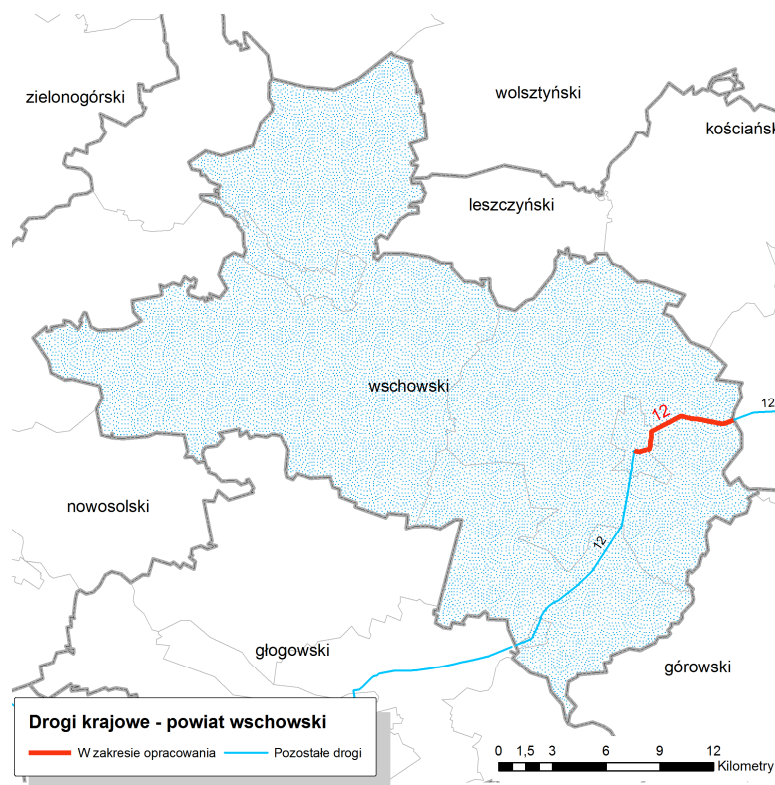 zielonogórski
wolsztyński
kościańsk
leszczyński
wschowski
12
12
nowosolski
12
głogowski
górowski
Drogi krajowe - powiat wschowski
W zakresie opracowania
Pozostałe drogi
0 1,5 3 6 9 12
Kilometry